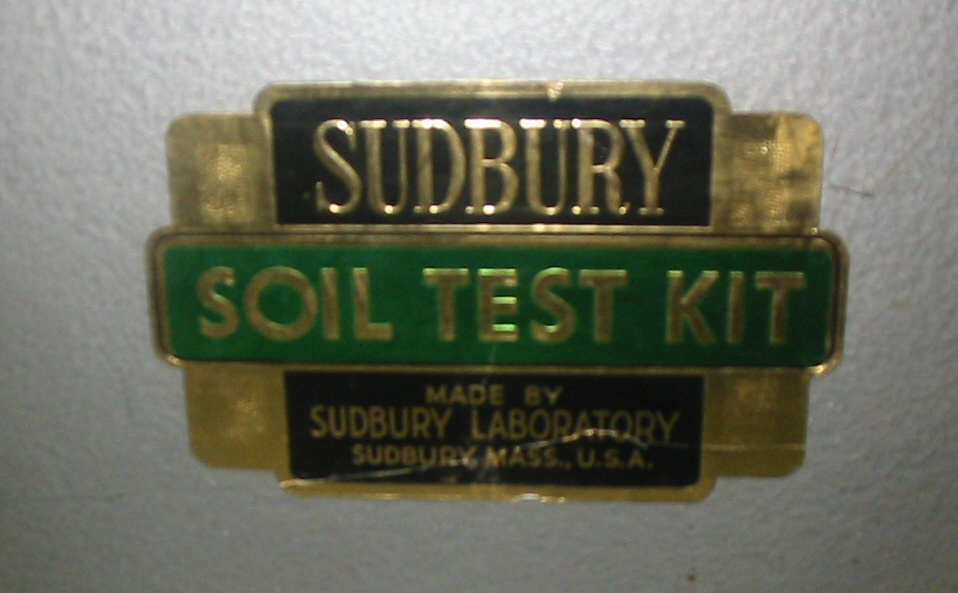 SUDBURY
SOIL TEST KIT
MADE BY
SUDBURY LABORATORY
SUDBURY, MASS., U.S.A.